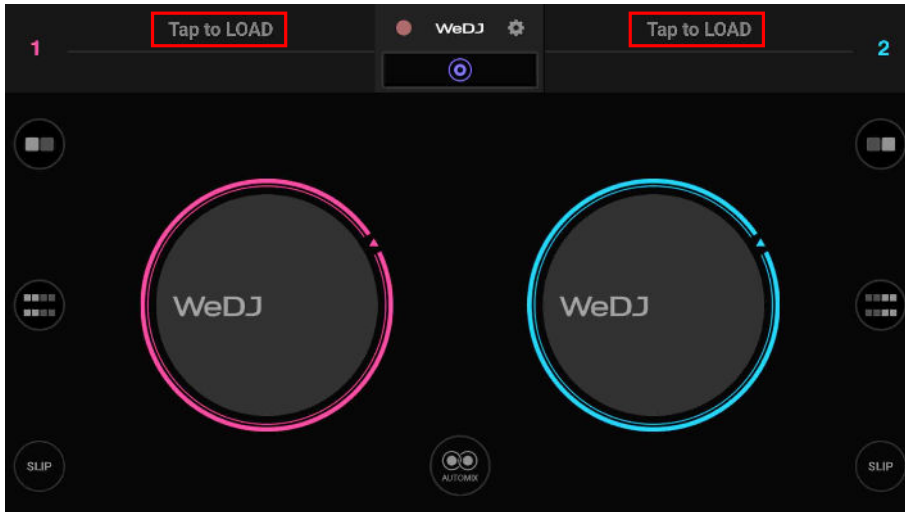 1
Tap to LOAD
WeDJ
Tap to LOAD
2
WeDJ
WeDJ
SLIP
AUTOMIX
SLIP